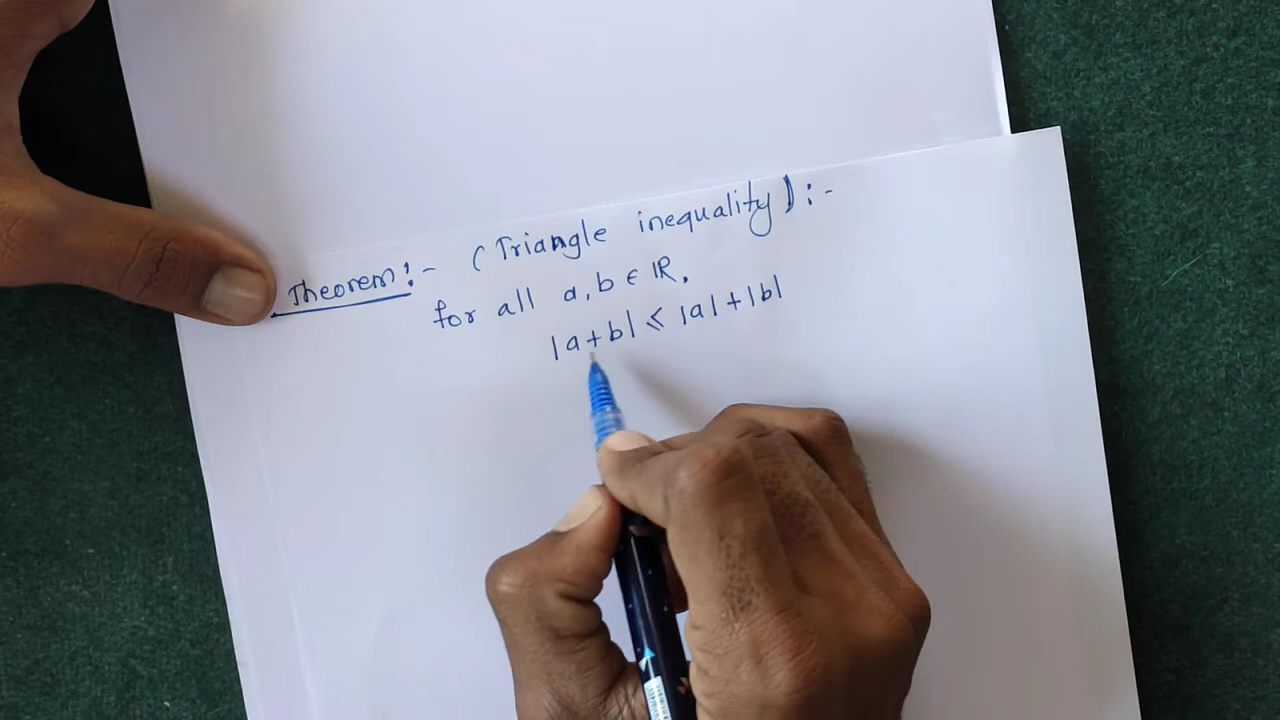 Theorem:- (Triangle inequality):-
for all a, b ∈ ℝ,
|a+b| ≤ |a|+|b|